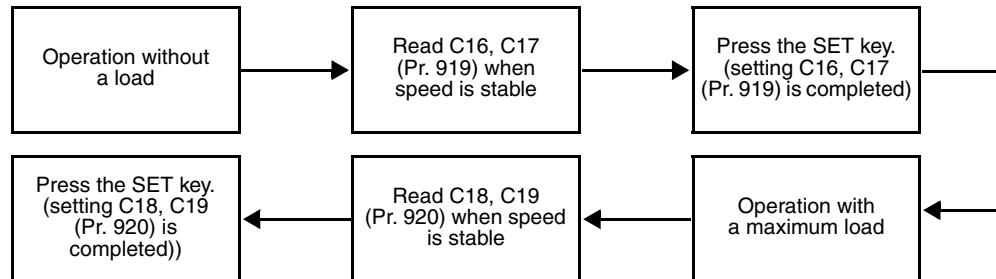 Operation without
a load
Read C16, C17
(Pr. 919) when
speed is stable
Press the SET key.
(setting C16, C17
(Pr. 919) is completed)
Operation with
a maximum load
Read C18, C19
(Pr. 920) when speed
is stable
Press the SET key.
(setting C18, C19
(Pr. 920) is
completed))